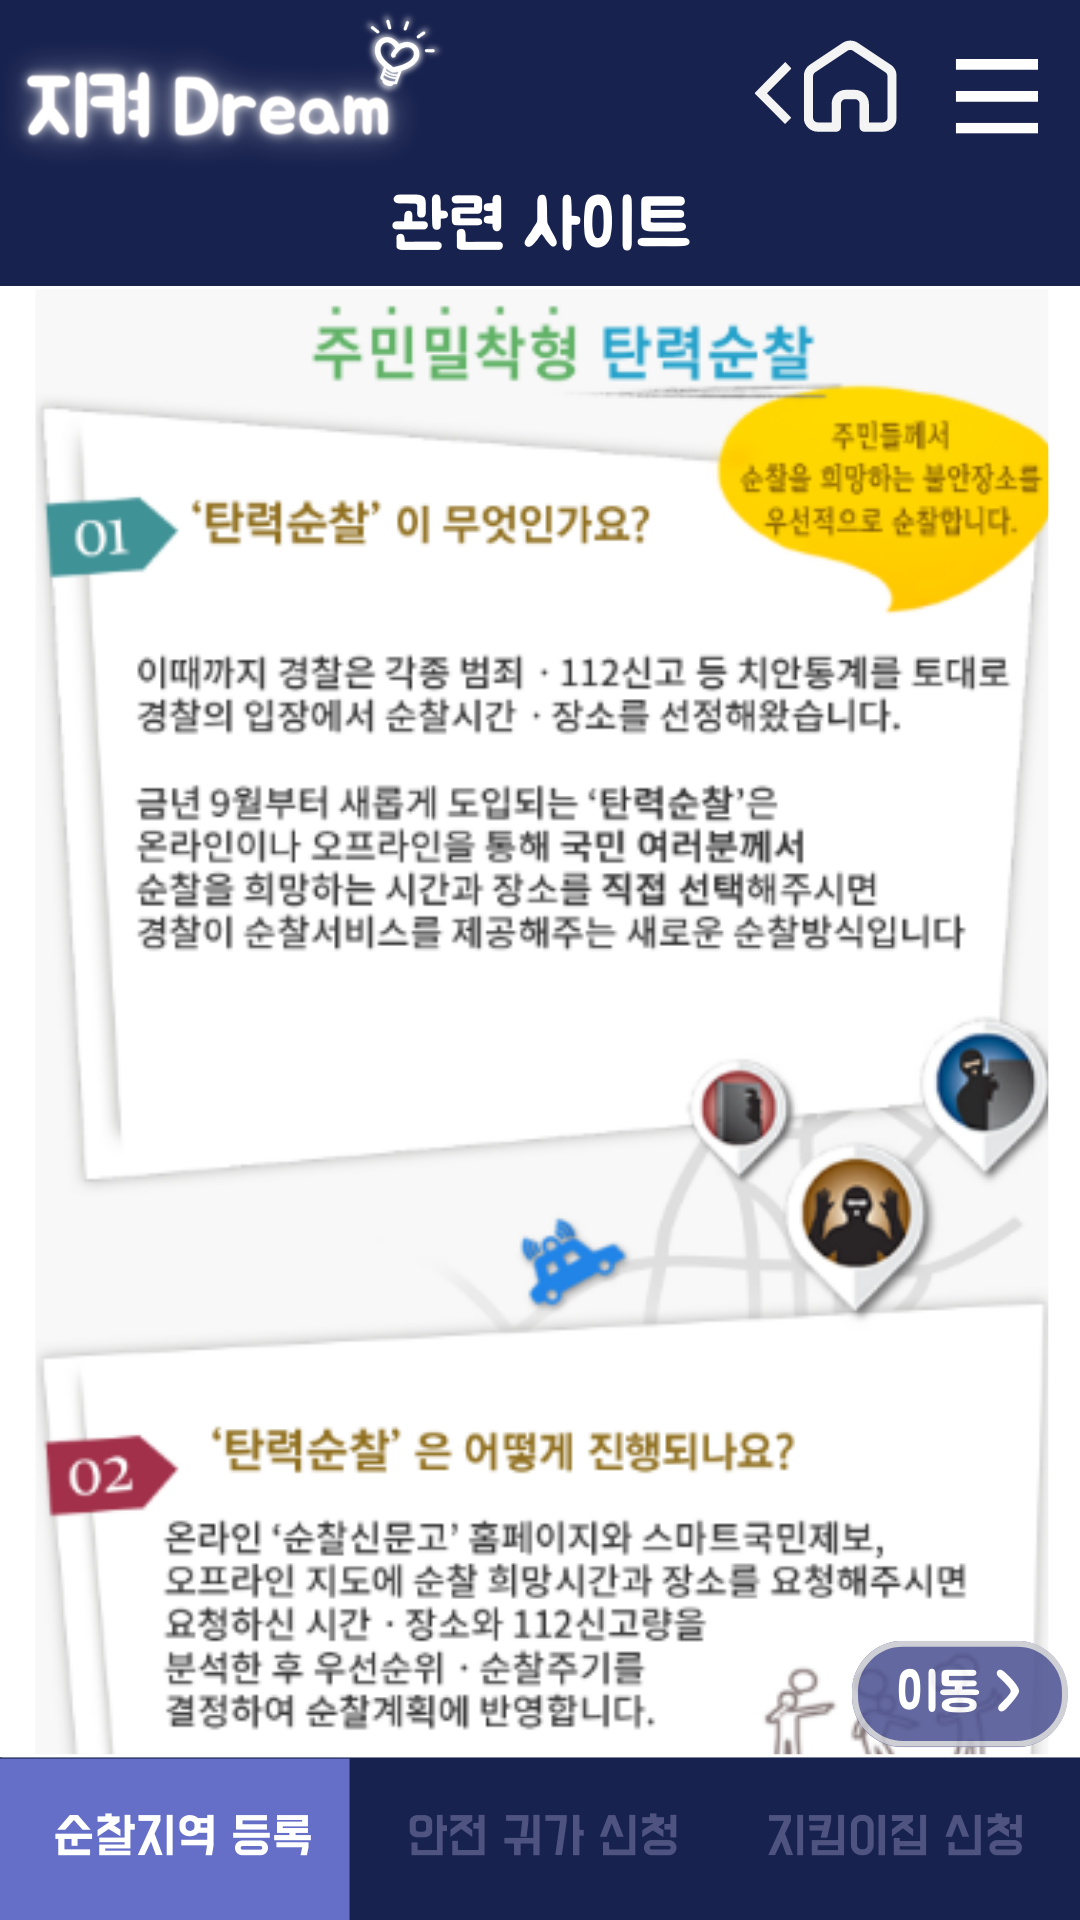 지켜 Dream
관련 사이트
주민밀착형 탄력순찰
주민들께서
순찰을 희망하는 불안장소를
우선적으로 순찰합니다.
01
‘탄력순찰’ 이 무엇인가요?
이때까지 경찰은 각종 범죄 · 112신고 등 치안통계를 토대로
경찰의 입장에서 순찰시간 · 장소를 선정해왔습니다.
금년 9월부터 새롭게 도입되는 ‘탄력순찰’은
온라인이나 오프라인을 통해 국민 여러분께서
순찰을 희망하는 시간과 장소를 직접 선택해주시면
경찰이 순찰서비스를 제공해주는 새로운 순찰방식입니다
02
‘탄력순찰’ 은 어떻게 진행되나요?
온라인 ‘순찰신문고’ 홈페이지와 스마트국민제보,
오프라인 지도에 순찰 희망시간과 장소를 요청해주시면
요청하신 시간 · 장소와 112신고량을
분석한 후 우선순위 · 순찰주기를
결정하여 순찰계획에 반영합니다.
이동
순찰지역 등록 안전 귀가 신청 지킴이집 신청